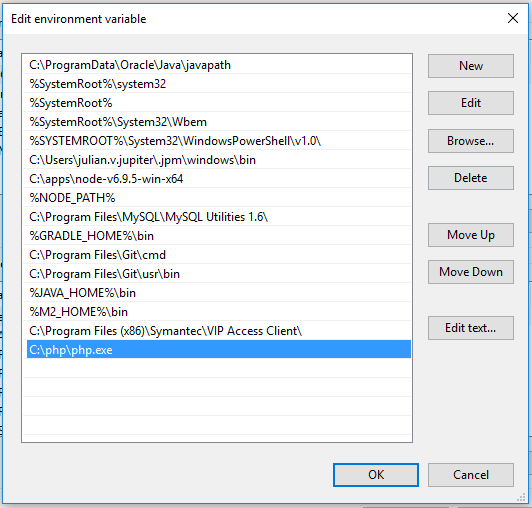 Edit environment variable
C:\ProgramData\Oracle\Java\javapath
%SystemRoot%\system32
%SystemRoot%
%SystemRoot%\System32\Wbem
%SYSTEMROOT%\System32\WindowsPowerShell\v1.0\
C:\Users\julian.v.jupiter\.jpm\windows\bin
C:\apps\node-v6.9.5-win-x64
%NODE_PATH%
C:\Program Files\MySQL\MySQL Utilities 1.6\
%GRADLE_HOME%\bin
C:\Program Files\Git\cmd
C:\Program Files\Git\usr\bin
%JAVA_HOME%\bin
%M2_HOME%\bin
C:\Program Files (x86)\Symantec\VIP Access Client\
C:\php\php.exe
New
Edit
Browse...
Delete
Move Up
Move Down
Edit text...
OK
Cancel